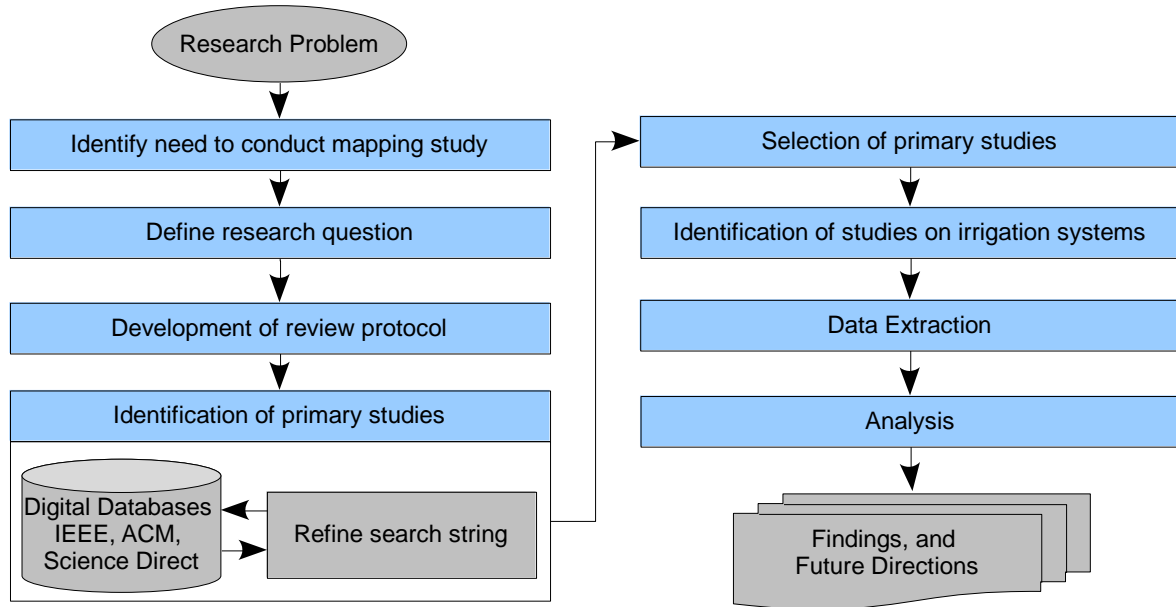 Research Problem
Identify need to conduct mapping study
Define research question
Development of review protocol
Identification of primary studies
Digital Databases
IEEE, ACM,
Science Direct
Refine search string
Selection of primary studies
Identification of studies on irrigation systems
Data Extraction
Analysis
Findings, and
Future Directions